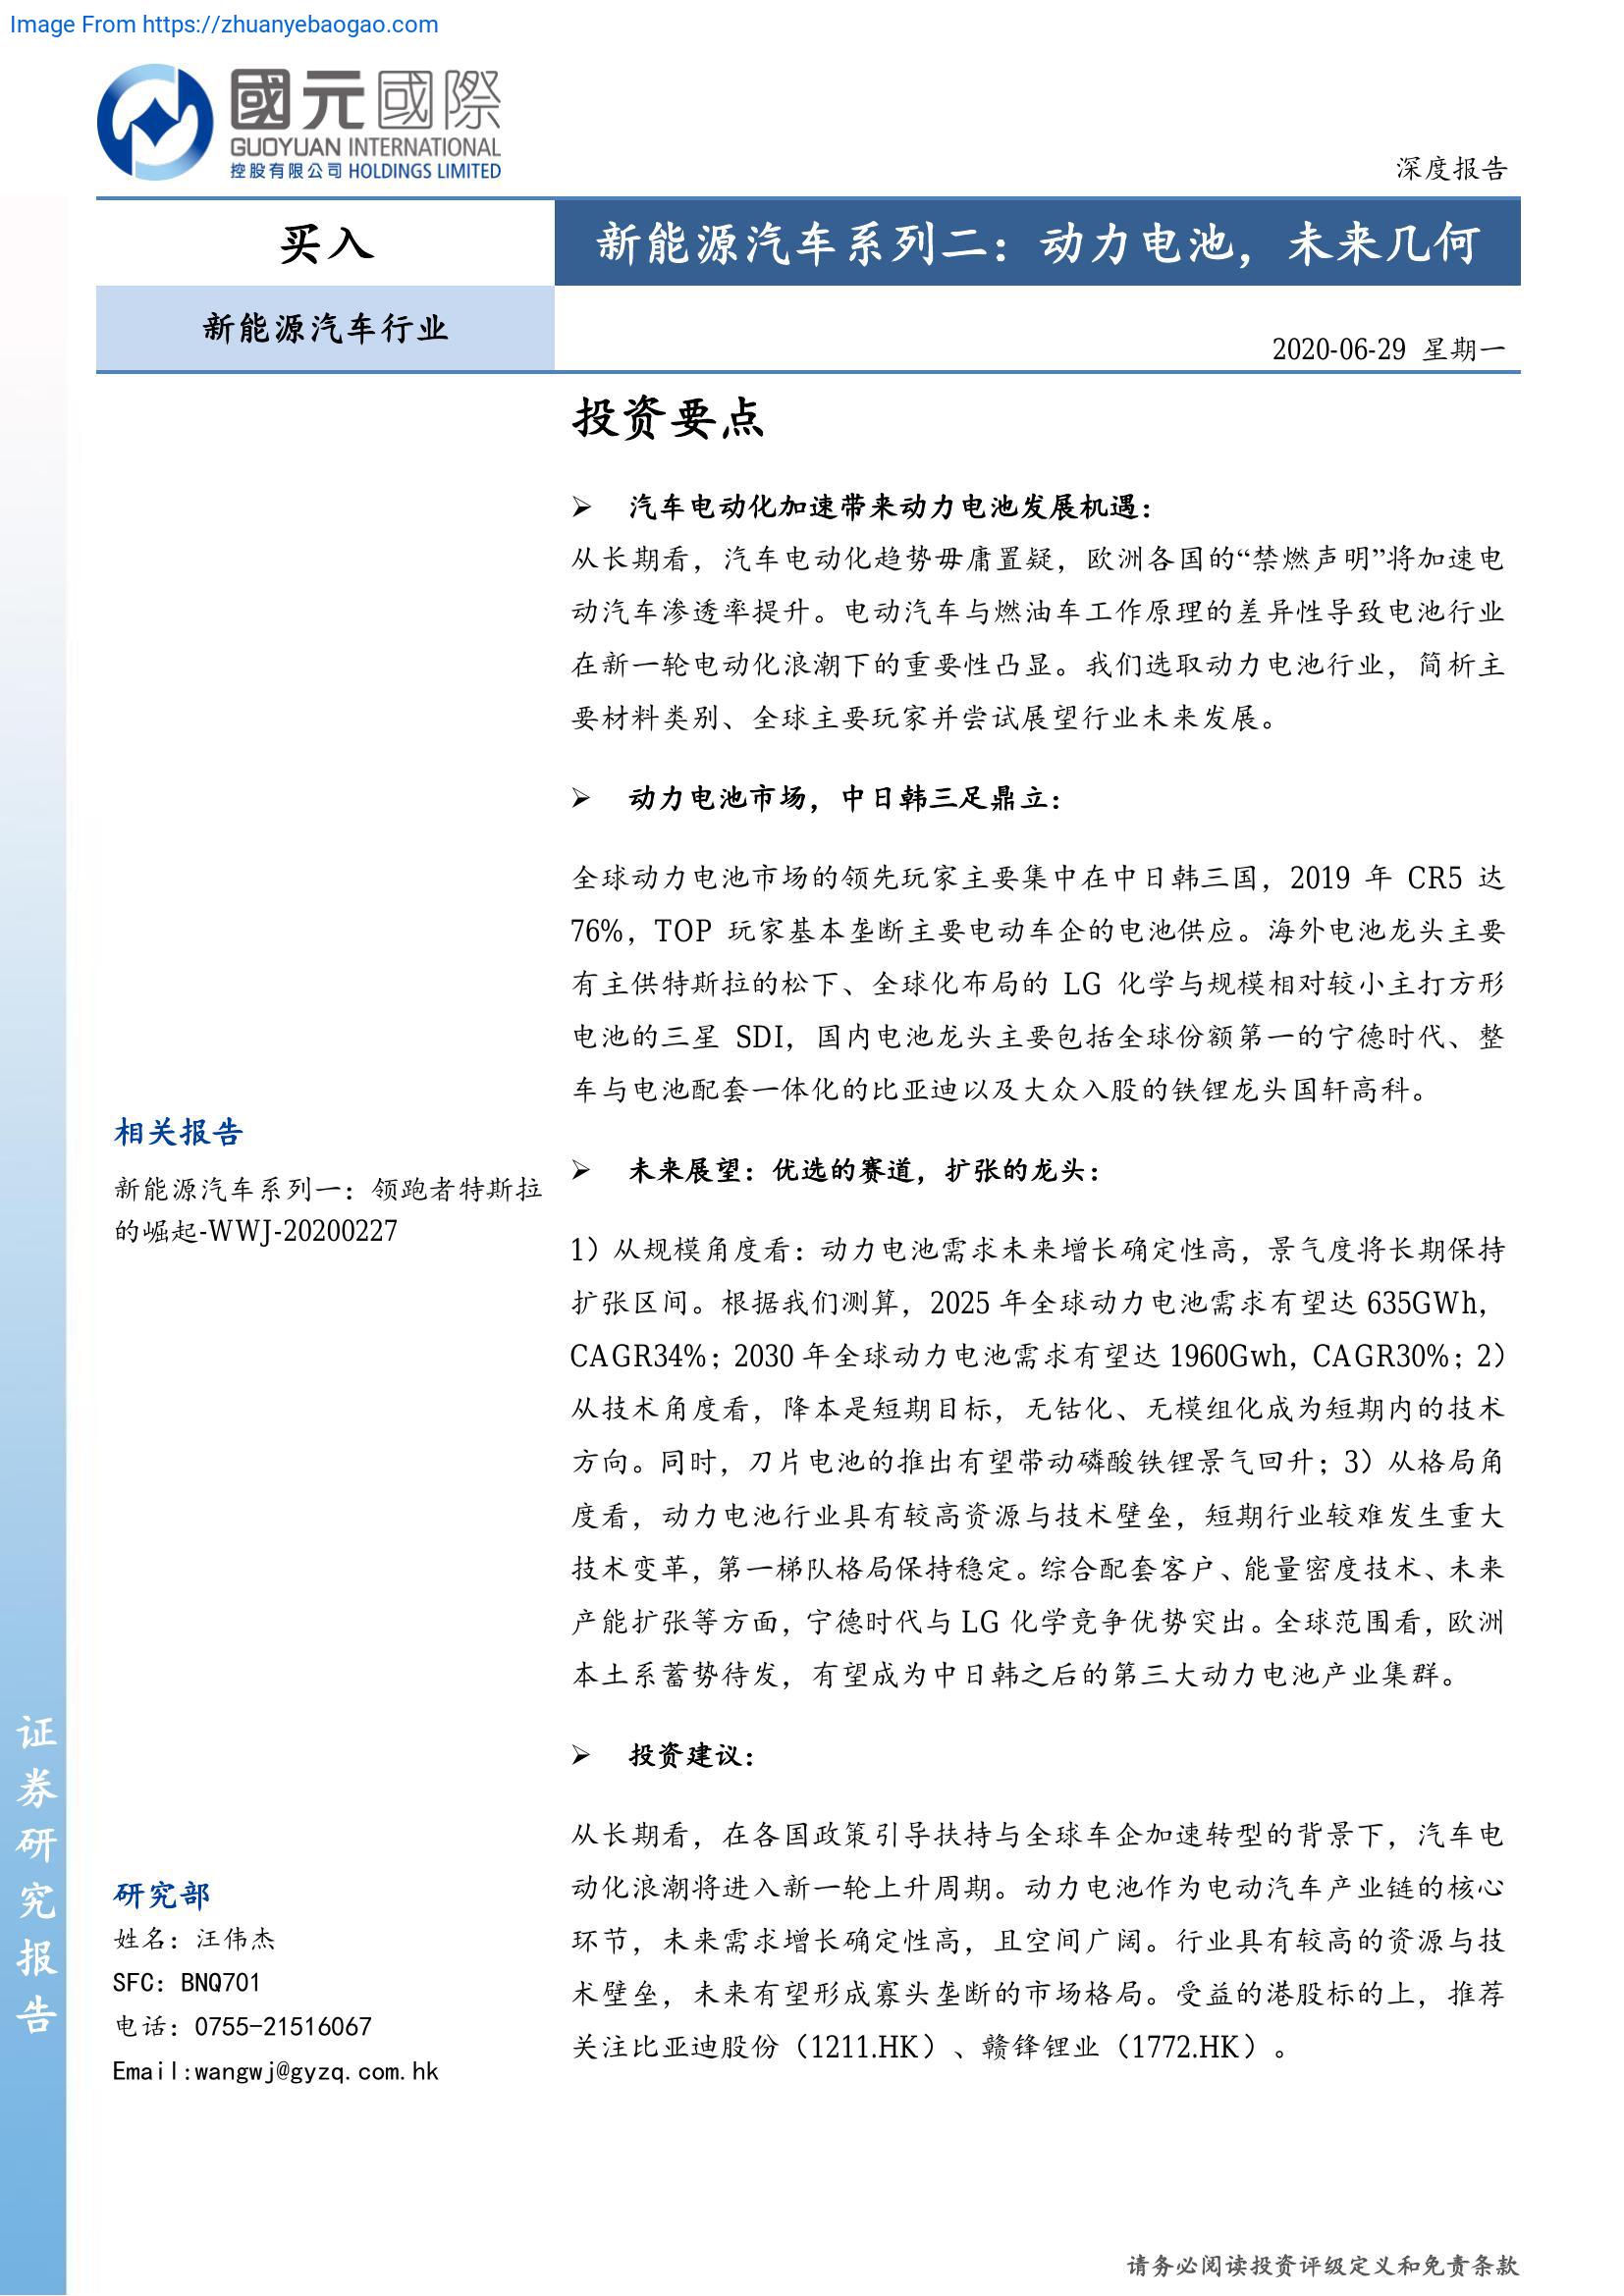 Image From https://zhuanyebaogao.com
國元國際
GUOYUAN INTERNATIONAL
控股有限公司 HOLDINGS LIMITED
深度报告
买入
新能源汽车系列二：动力电池，未来几何
新能源汽车行业
2020-06-29 星期一
投资要点
➢ 汽车电动化加速带来动力电池发展机遇：
从长期看，汽车电动化趋势毋庸置疑，欧洲各国的“禁燃声明”将加速电
动汽车渗透率提升。电动汽车与燃油车工作原理的差异性导致电池行业
在新一轮电动化浪潮下的重要性凸显。我们选取动力电池行业，简析主
要材料类别、全球主要玩家并尝试展望行业未来发展。
➢ 动力电池市场，中日韩三足鼎立：
全球动力电池市场的领先玩家主要集中在中日韩三国，2019 年 CR5 达
76%，TOP 玩家基本垄断主要电动车企的电池供应。海外电池龙头主要
有主供特斯拉的松下、全球化布局的 LG 化学与规模相对较小主打方形
电池的三星 SDI，国内电池龙头主要包括全球份额第一的宁德时代、整
车与电池配套一体化的比亚迪以及大众入股的铁锂龙头国轩高科。
➢ 未来展望：优选的赛道，扩张的龙头：
1）从规模角度看：动力电池需求未来增长确定性高，景气度将长期保持
扩张区间。根据我们测算，2025 年全球动力电池需求有望达 635GWh，
CAGR34%；2030 年全球动力电池需求有望达 1960Gwh，CAGR30%；2）
从技术角度看，降本是短期目标，无钴化、无模组化成为短期内的技术
方向。同时，刀片电池的推出有望带动磷酸铁锂景气回升；3）从格局角
度看，动力电池行业具有较高资源与技术壁垒，短期行业较难发生重大
技术变革，第一梯队格局保持稳定。综合配套客户、能量密度技术、未来
产能扩张等方面，宁德时代与 LG 化学竞争优势突出。全球范围看，欧洲
本土系蓄势待发，有望成为中日韩之后的第三大动力电池产业集群。
➢ 投资建议：
从长期看，在各国政策引导扶持与全球车企加速转型的背景下，汽车电
动化浪潮将进入新一轮上升周期。动力电池作为电动汽车产业链的核心
环节，未来需求增长确定性高，且空间广阔。行业具有较高的资源与技
术壁垒，未来有望形成寡头垄断的市场格局。受益的港股标的上，推荐
关注比亚迪股份（1211.HK）、赣锋锂业（1772.HK）。
相关报告
新能源汽车系列一：领跑者特斯拉
的崛起-WWJ-20200227
研究部
姓名：汪伟杰
SFC：BNQ701
电话：0755-21516067
Email:wangwj@gyzq.com.hk
证券研究报告
请务必阅读投资评级定义和免责条款